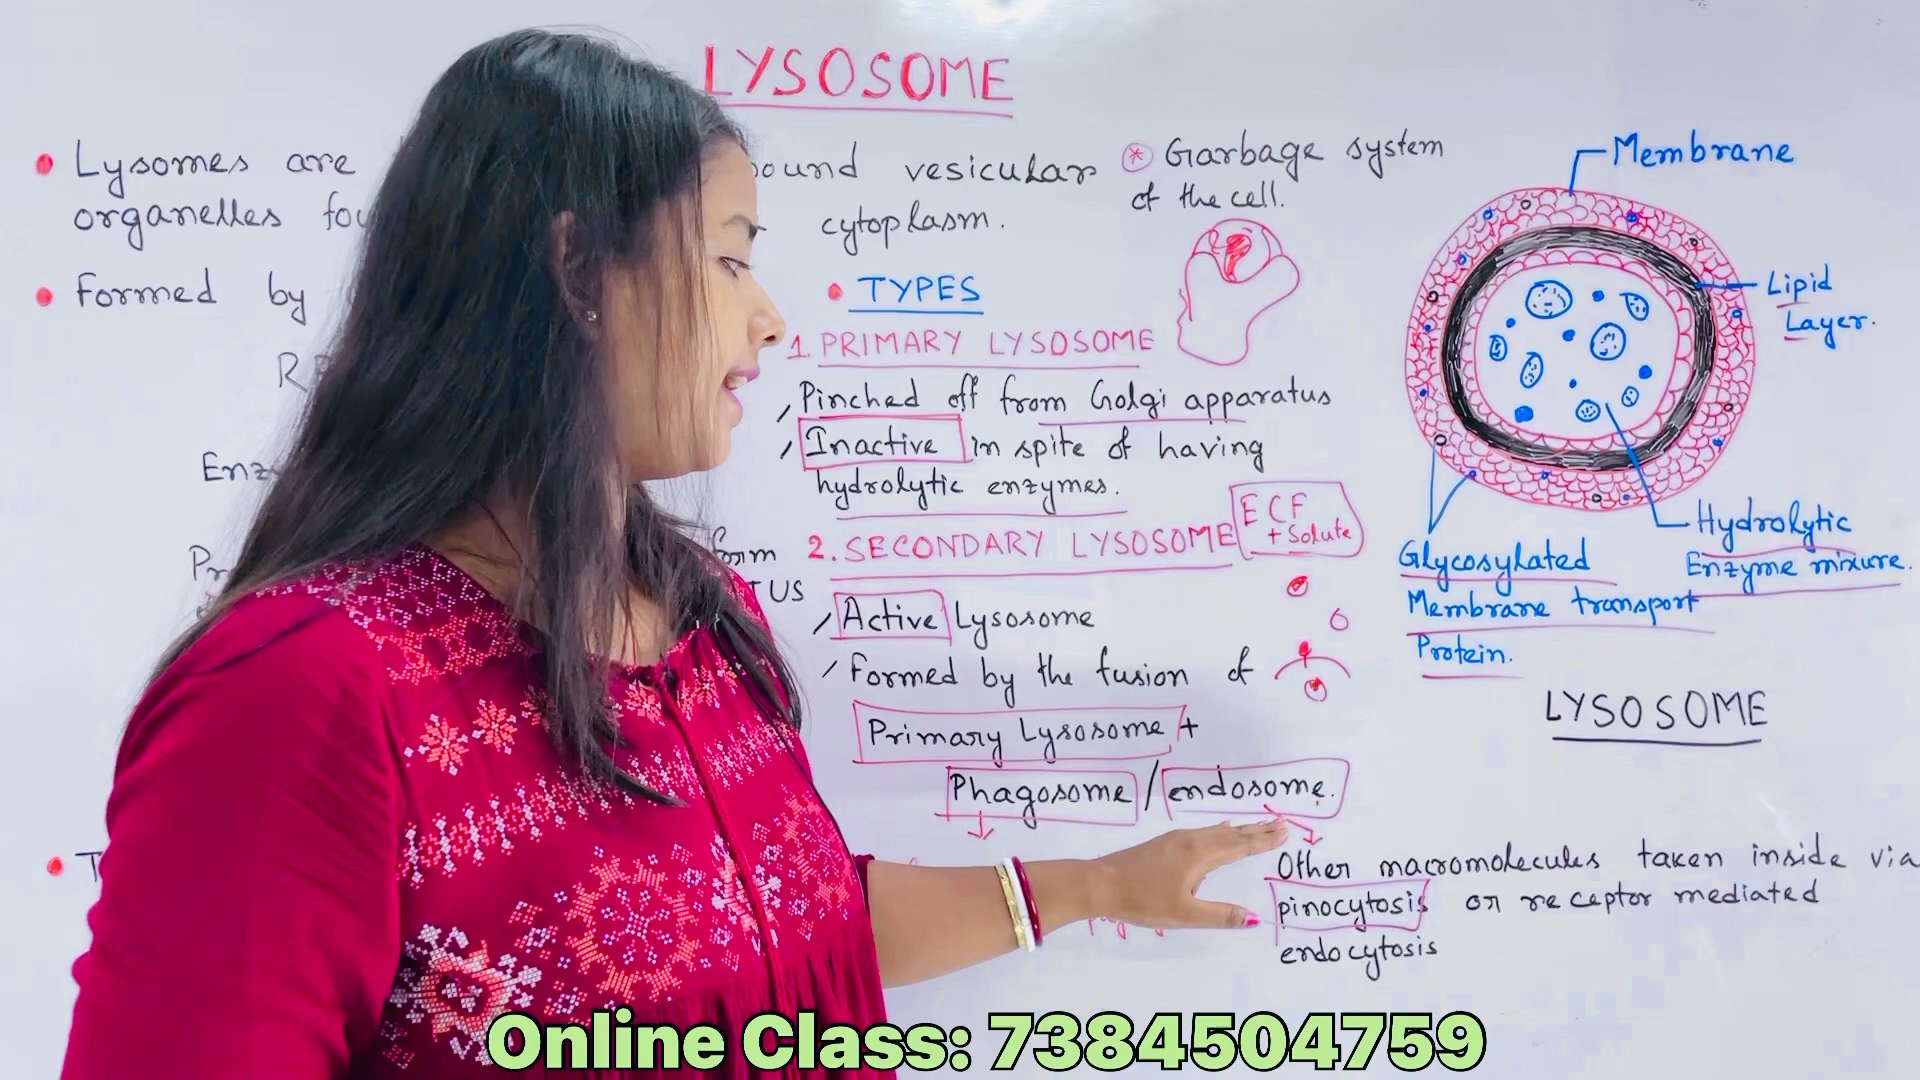 LYSOSOME
Lysomes are ound vesicular
organelles fou cytoplasm.
Formed by
Enz
form
TUS
* Garbage system
of the cell.
TYPES
1. PRIMARY LYSOSOME
Pinched off from Golgi apparatus
Inactive in spite of having
hydrolytic enzymes.
2. SECONDARY LYSOSOME
ECF
+ Solute
Active Lysosome
Formed by the fusion of
Primary Lysosome +
Phagosome / endosome.
Other macromolecules taken inside via
pinocytosis or receptor mediated
endocytosis
Membrane
Lipid
Layer.
Hydrolytic
Enzyme mixure.
Glycosylated
Membrane transport
Protein.
LYSOSOME
Online Class: 7384504759